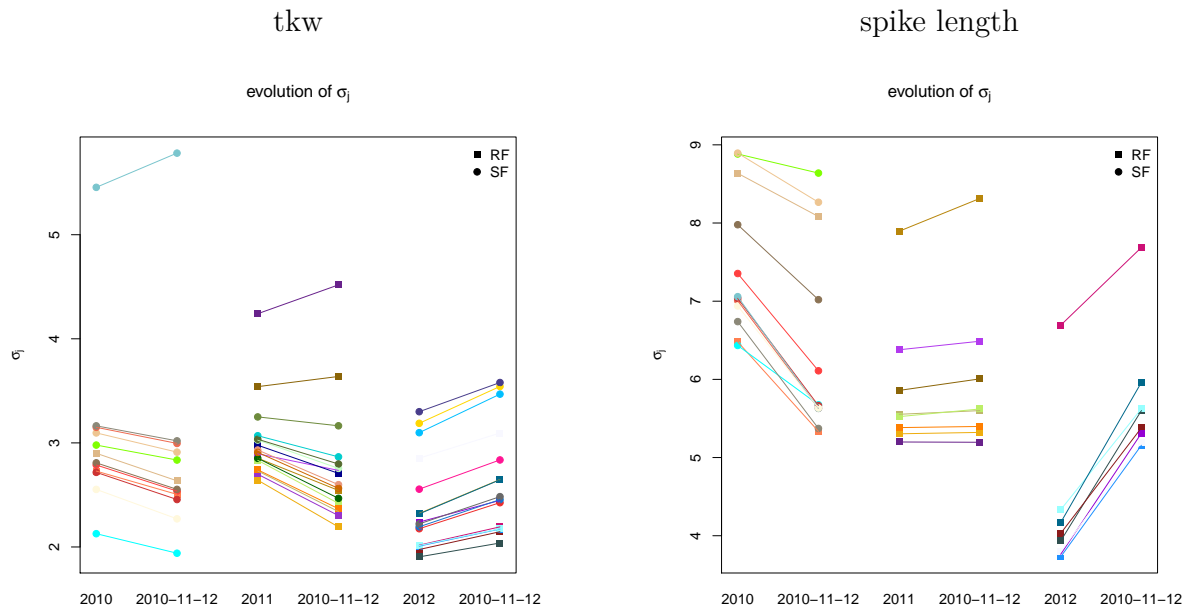 tkw
evolution of σj
RF
SF
σj
5
4
3
2
2010 2010–11–12 2011 2010–11–12 2012 2010–11–12
spike length
evolution of σj
RF
SF
σj
9
8
7
6
5
4
2010 2010–11–12 2011 2010–11–12 2012 2010–11–12